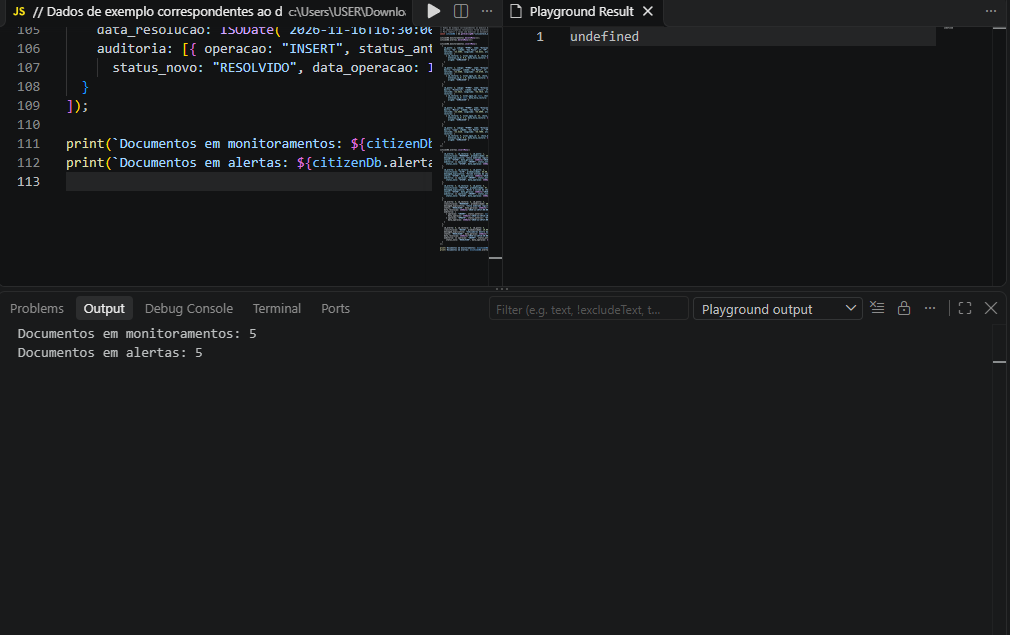 JS // Dados de exemplo correspondentes ao d c:\Users\USER\Downlo
Playground Result
105 data_resolucao: ISODate("2026-11-16T16:30:00
106 auditoria: [{ operacao: "INSERT", status_ant
107 status_novo: "RESOLVIDO", data_operacao: I
108 }
109 ]);
110
111 print(`Documentos em monitoramentos: ${citizenDb
112 print(`Documentos em alertas: ${citizenDb.alerta
113
1 undefined
Problems Output Debug Console Terminal Ports
Filter (e.g. text, !excludeText, t...
Playground output
Documentos em monitoramentos: 5
Documentos em alertas: 5